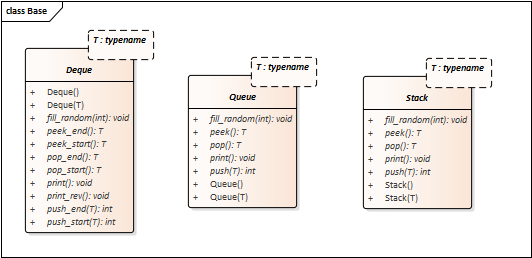 class Base
T : typename
Deque
+ Deque()
+ Deque(T)
+ fill_random(int): void
+ peek_end(): T
+ peek_start(): T
+ pop_end(): T
+ pop_start(): T
+ print(): void
+ print_rev(): void
+ push_end(T): int
+ push_start(T): int
T : typename
Queue
+ fill_random(int): void
+ peek(): T
+ pop(): T
+ print(): void
+ push(T): int
+ Queue()
+ Queue(T)
T : typename
Stack
+ fill_random(int): void
+ peek(): T
+ pop(): T
+ print(): void
+ push(T): int
+ Stack()
+ Stack(T)